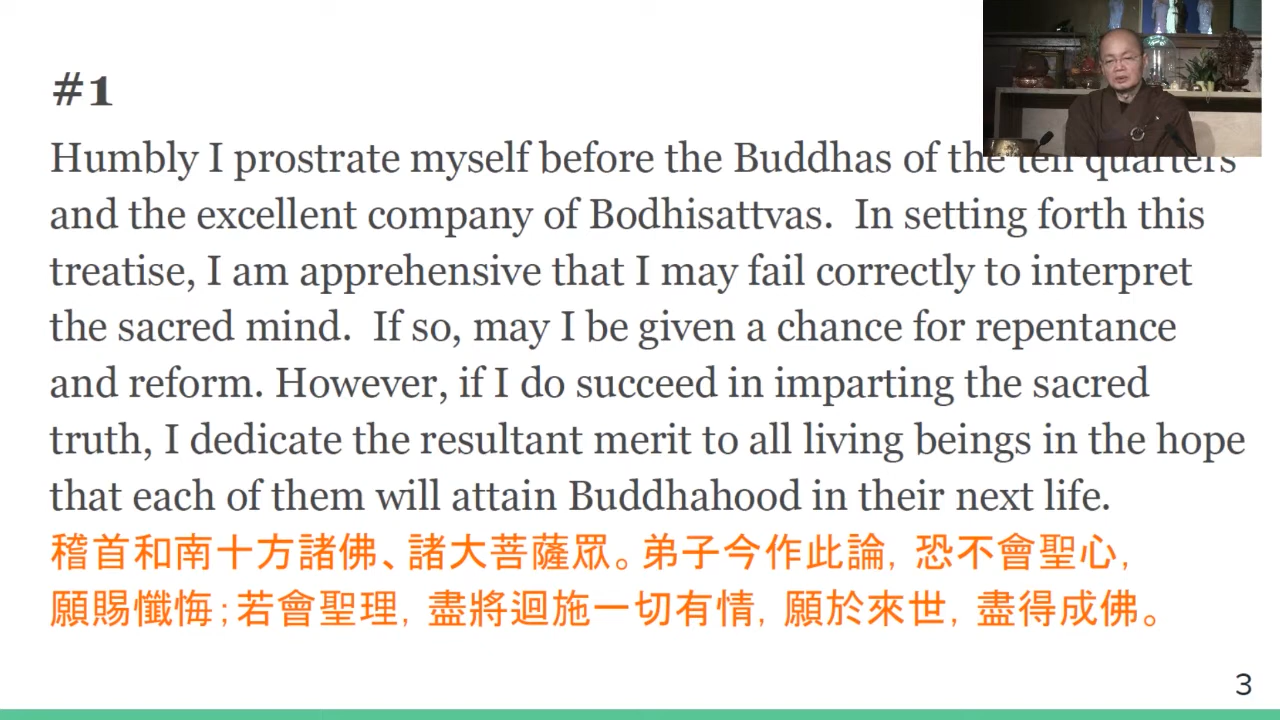 #1
Humbly I prostrate myself before the Buddhas of the ten quarters
and the excellent company of Bodhisattvas. In setting forth this
treatise, I am apprehensive that I may fail correctly to interpret
the sacred mind. If so, may I be given a chance for repentance
and reform. However, if I do succeed in imparting the sacred
truth, I dedicate the resultant merit to all living beings in the hope
that each of them will attain Buddhahood in their next life.
稽首和南十方諸佛、諸大菩薩眾。弟子今作此論, 恐不會聖心,
願賜懺悔; 若會聖理, 盡將迴施一切有情, 願於來世, 盡得成佛。
3